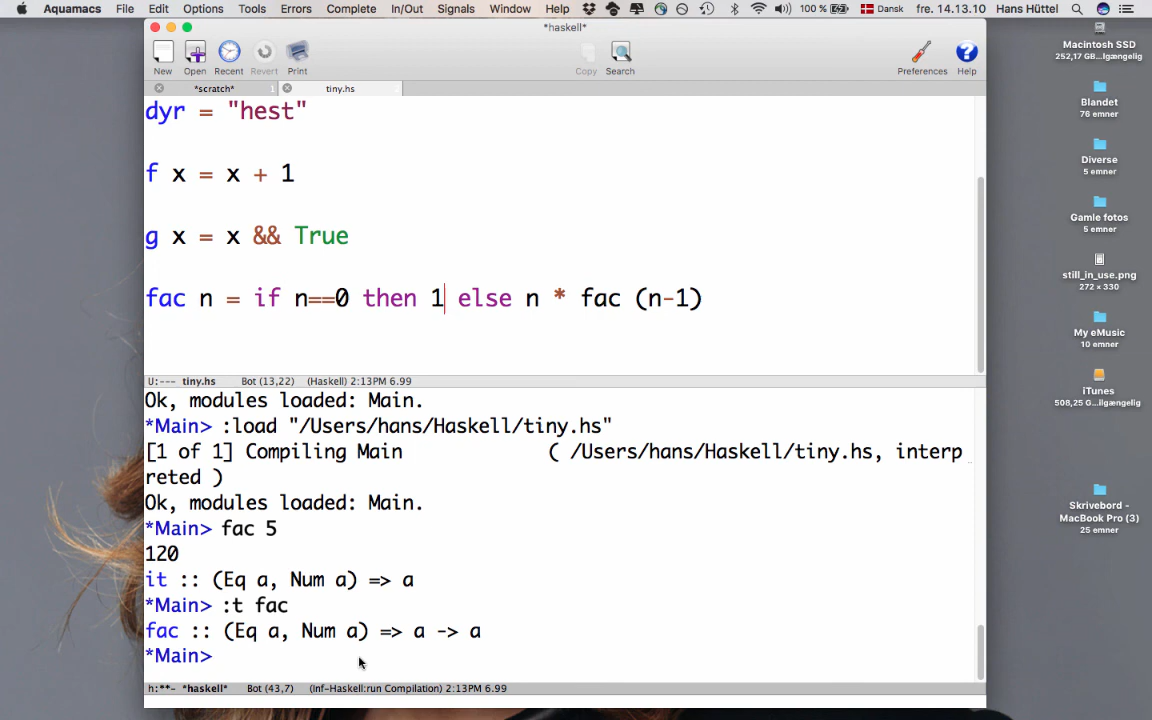 Aquamacs File Edit Options Tools Errors Complete In/Out Signals Window Help 100 % Dansk fre. 14.13.10 Hans Hüttel
*haskell*
New Open Recent Revert Print Copy Search Preferences Help
*scratch* tiny.hs
dyr = "hest"
f x = x + 1
g x = x && True
fac n = if n==0 then 1 else n * fac (n-1)
U:--- tiny.hs Bot (13,22) (Haskell) 2:13PM 6.99
Ok, modules loaded: Main.
*Main> :load "/Users/hans/Haskell/tiny.hs"
[1 of 1] Compiling Main ( /Users/hans/Haskell/tiny.hs, interp
reted )
Ok, modules loaded: Main.
*Main> fac 5
120
it :: (Eq a, Num a) => a
*Main> :t fac
fac :: (Eq a, Num a) => a -> a
*Main>
h:**- *haskell* Bot (43,7) (Inf-Haskell:run Compilation) 2:13PM 6.99
Macintosh SSD
252,17 GB...lgængelig
Blandet
76 emner
Diverse
5 emner
Gamle fotos
5 emner
still_in_use.png
272 × 330
My eMusic
10 emner
iTunes
508,25 G...lgængelig
Skrivebord -
MacBook Pro (3)
25 emner